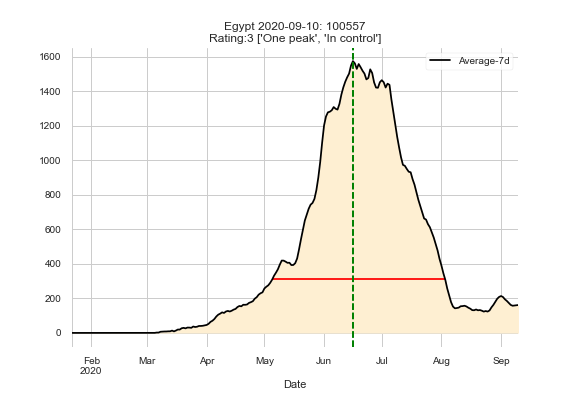 Egypt 2020-09-10: 100557
Rating:3 ['One peak', 'In control']
Average-7d
1600
1400
1200
1000
800
600
400
200
0
Feb Mar Apr May Jun Jul Aug Sep
2020
Date